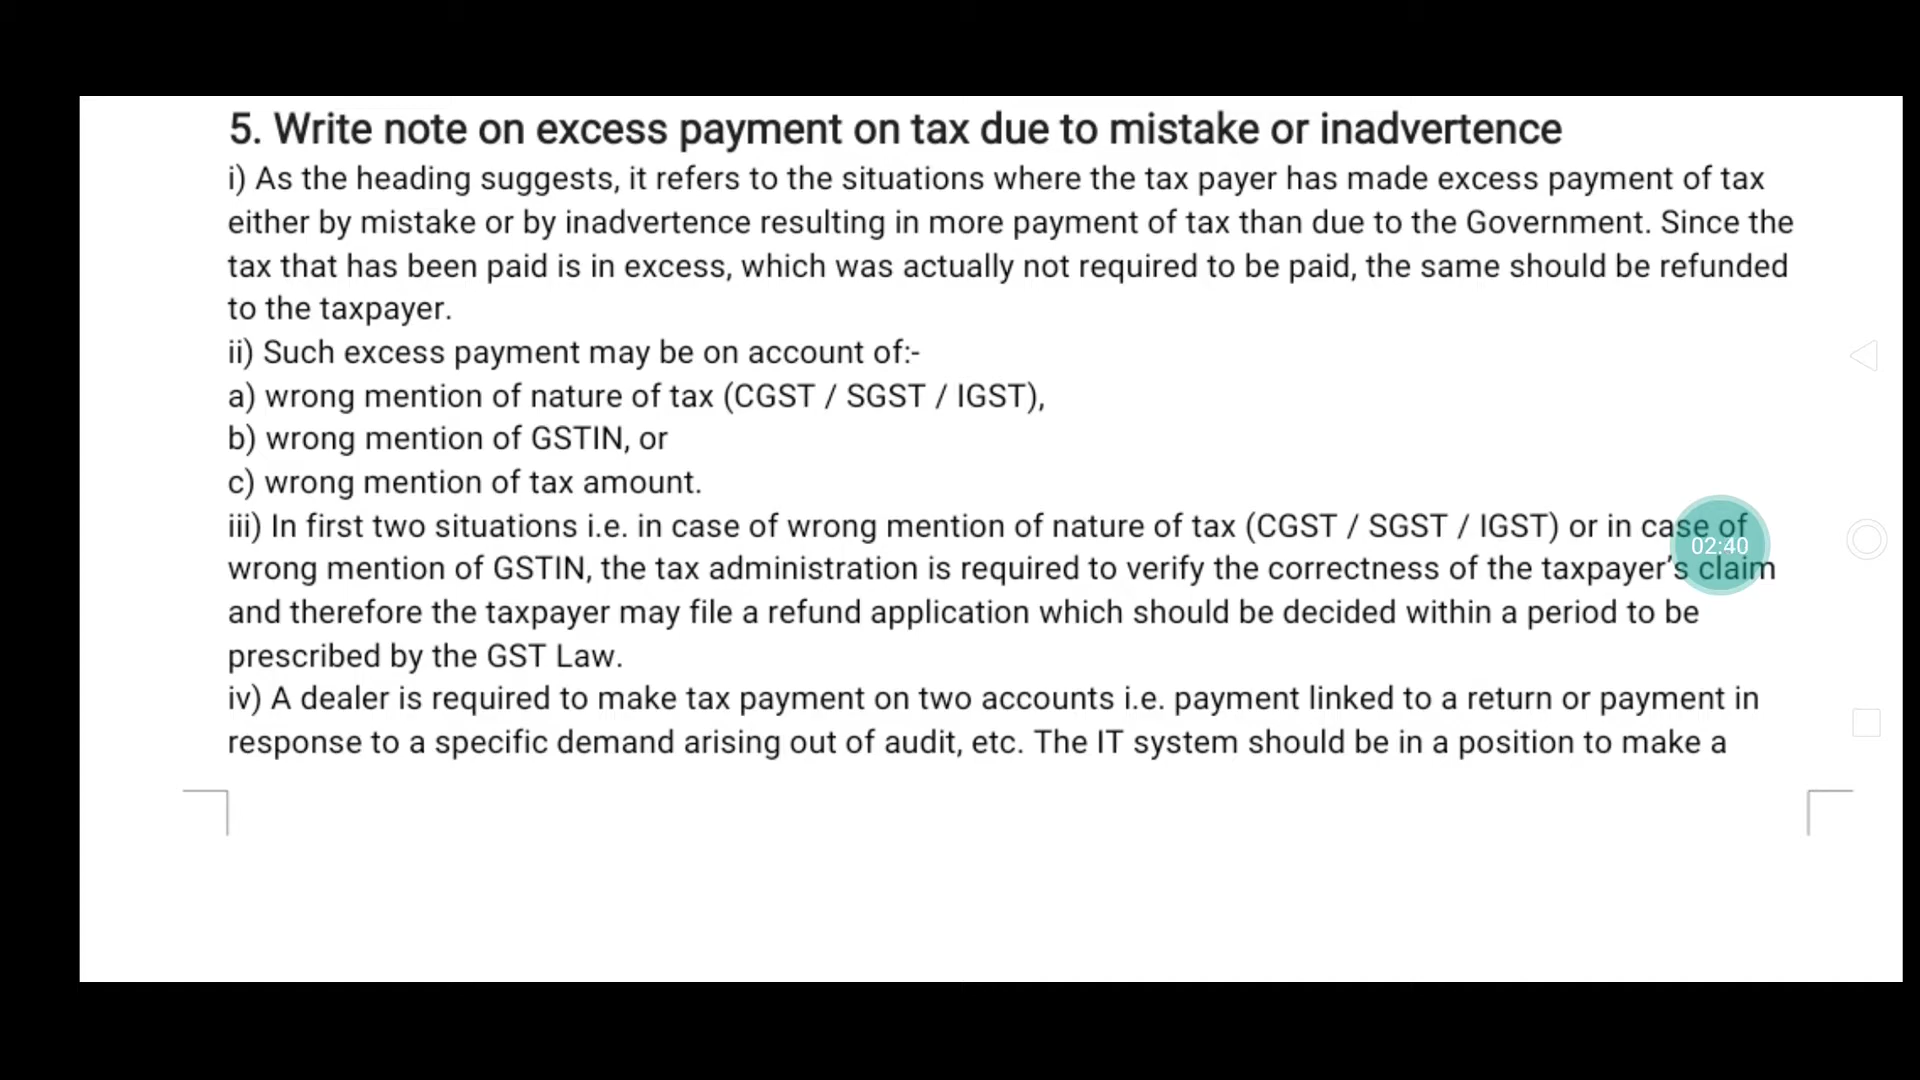 5. Write note on excess payment on tax due to mistake or inadvertence
i) As the heading suggests, it refers to the situations where the tax payer has made excess payment of tax
either by mistake or by inadvertence resulting in more payment of tax than due to the Government. Since the
tax that has been paid is in excess, which was actually not required to be paid, the same should be refunded
to the taxpayer.
ii) Such excess payment may be on account of:-
a) wrong mention of nature of tax (CGST / SGST / IGST),
b) wrong mention of GSTIN, or
c) wrong mention of tax amount.
iii) In first two situations i.e. in case of wrong mention of nature of tax (CGST / SGST / IGST) or in case of
02:40
wrong mention of GSTIN, the tax administration is required to verify the correctness of the taxpayer's claim
and therefore the taxpayer may file a refund application which should be decided within a period to be
prescribed by the GST Law.
iv) A dealer is required to make tax payment on two accounts i.e. payment linked to a return or payment in
response to a specific demand arising out of audit, etc. The IT system should be in a position to make a